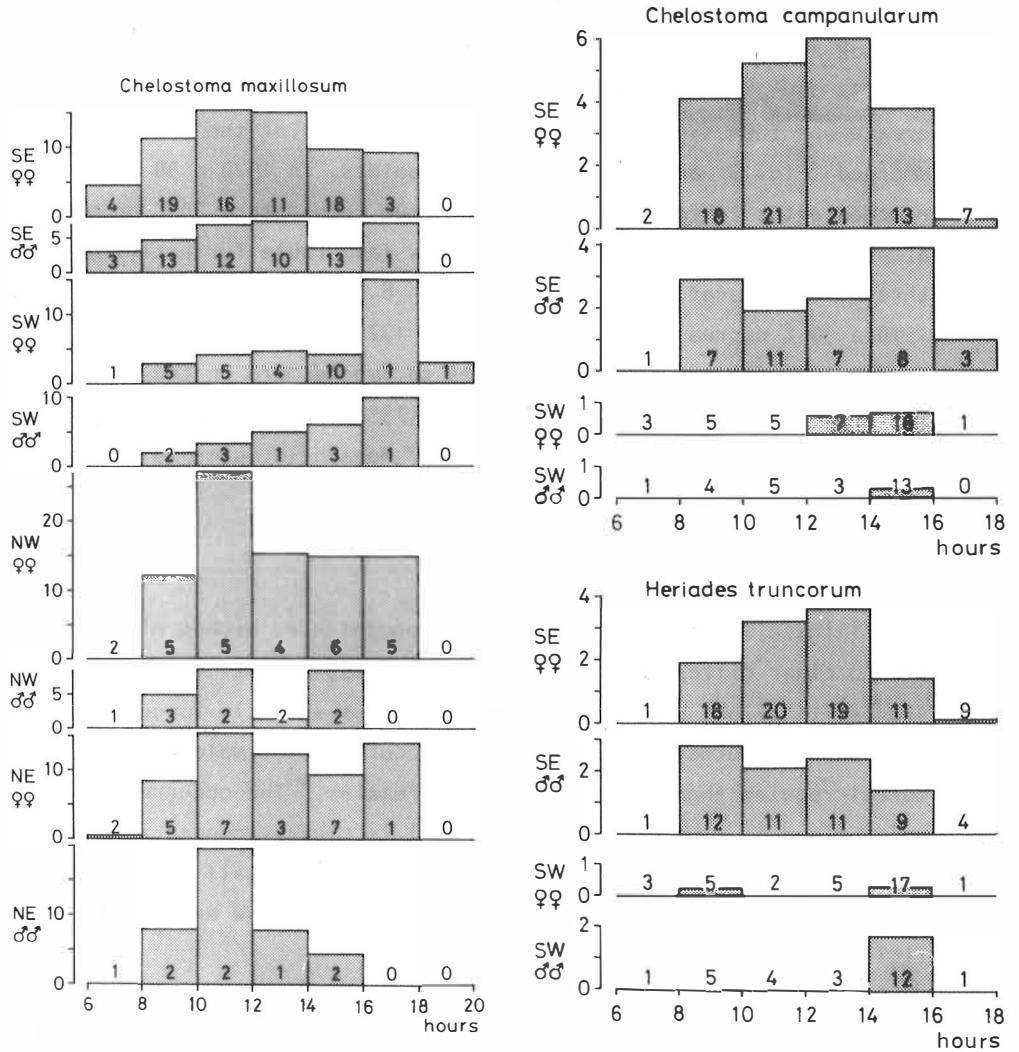 Chelostoma maxillosum
SE
♀♀
10
0
4 19 16 11 18 3 0
SE
♂♂
5
0
3 13 12 10 13 1 0
SW
♀♀
10
0
1 5 5 4 10 1 1
SW
♂♂
10
0
0 2 3 1 3 1 0
NW
♀♀
20
10
0
2 5 5 4 6 5 0
NW
♂♂
5
0
1 3 2 2 2 0 0
NE
♀♀
10
0
2 5 7 3 7 1 0
NE
♂♂
10
0
1 2 2 1 2 0 0
6 8 10 12 14 16 18 20
hours
Chelostoma campanularum
SE
♀♀
6
4
2
0
2 18 21 21 13 7
SE
♂♂
4
2
0
1 7 11 7 8 3
SW
♀♀
1
0
3 5 5 7 1
SW
♂♂
1
0
1 4 5 3 13 0
6 8 10 12 14 16 18
hours
Heriades truncorum
SE
♀♀
4
2
0
1 18 20 19 11 9
SE
♂♂
2
0
1 12 11 11 9 4
SW
♀♀
1
0
3 5 2 5 17 1
SW
♂♂
2
0
1 5 4 3 12 1
6 8 10 12 14 16 18
hours